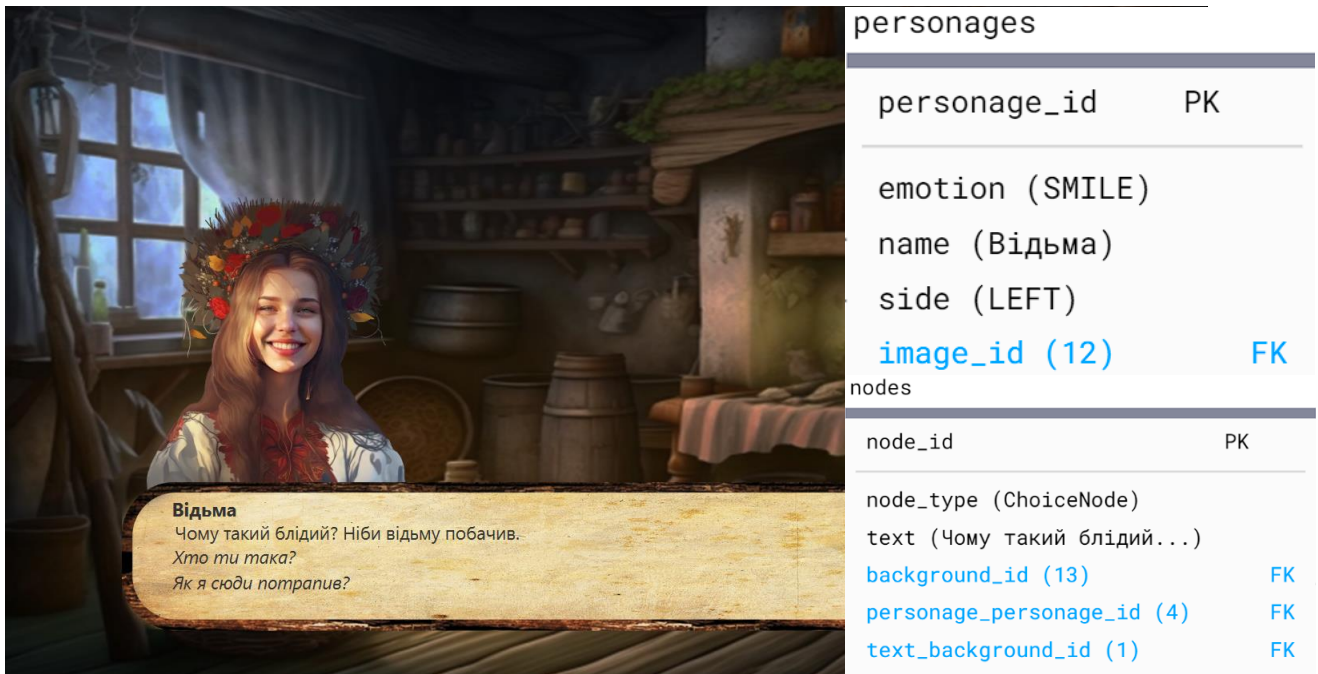 Відьма
Чому такий блідий? Ніби відьму побачив.
Хто ти така?
Як я сюди потрапив?
personages
personage_id PK
emotion (SMILE)
name (Відьма)
side (LEFT)
image_id (12) FK
nodes
node_id PK
node_type (ChoiceNode)
text (Чому такий блідий...)
background_id (13) FK
personage_personage_id (4) FK
text_background_id (1) FK